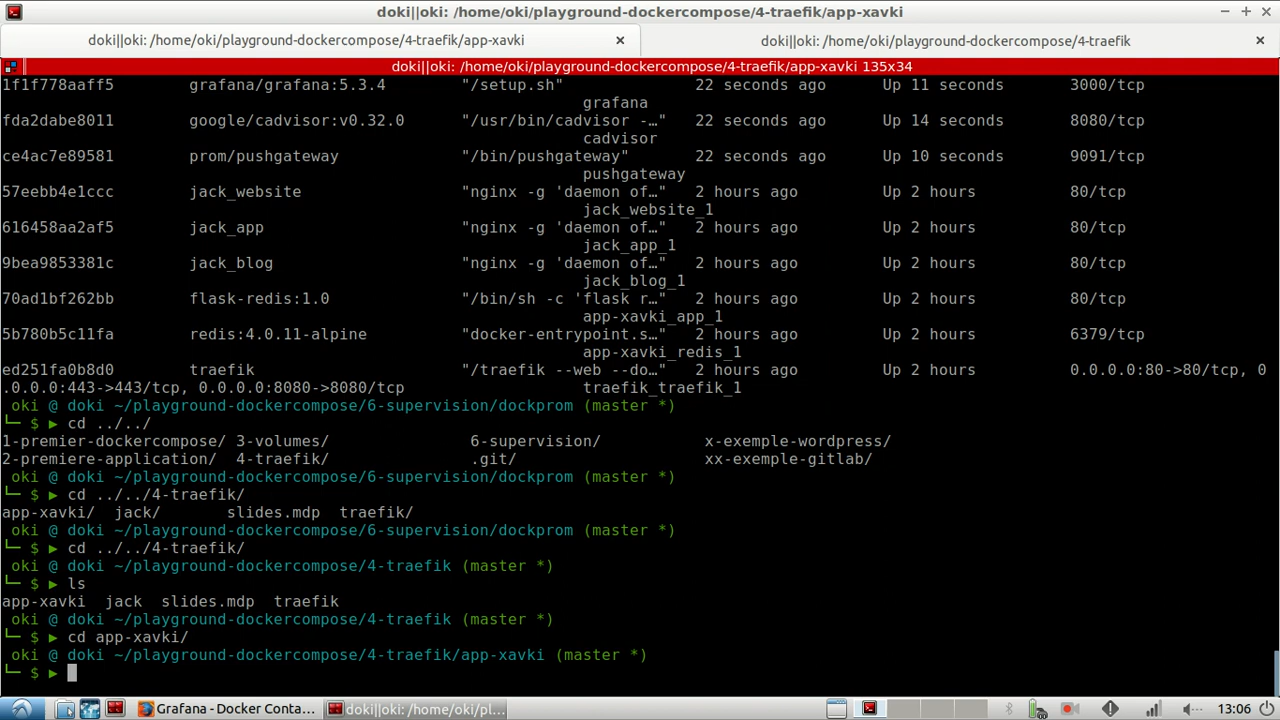 doki||oki: /home/oki/playground-dockercompose/4-traefik/app-xavki
doki||oki: /home/oki/playground-dockercompose/4-traefik/app-xavki
doki||oki: /home/oki/playground-dockercompose/4-traefik
doki||oki: /home/oki/playground-dockercompose/4-traefik/app-xavki 135x34
1f1f778aaff5 grafana/grafana:5.3.4 "/setup.sh" 22 seconds ago Up 11 seconds 3000/tcp
grafana
fda2dabe8011 google/cadvisor:v0.32.0 "/usr/bin/cadvisor -…" 22 seconds ago Up 14 seconds 8080/tcp
cadvisor
ce4ac7e89581 prom/pushgateway "/bin/pushgateway" 22 seconds ago Up 10 seconds 9091/tcp
pushgateway
57eebb4e1ccc jack_website "nginx -g 'daemon of…" 2 hours ago Up 2 hours 80/tcp
jack_website_1
616458aa2af5 jack_app "nginx -g 'daemon of…" 2 hours ago Up 2 hours 80/tcp
jack_app_1
9bea9853381c jack_blog "nginx -g 'daemon of…" 2 hours ago Up 2 hours 80/tcp
jack_blog_1
70ad1bf262bb flask-redis:1.0 "/bin/sh -c 'flask r…" 2 hours ago Up 2 hours 80/tcp
app-xavki_app_1
5b780b5c11fa redis:4.0.11-alpine "docker-entrypoint.s…" 2 hours ago Up 2 hours 6379/tcp
app-xavki_redis_1
ed251fa0b8d0 traefik "/traefik --web --do…" 2 hours ago Up 2 hours 0.0.0.0:80->80/tcp, 0
.0.0.0:443->443/tcp, 0.0.0.0:8080->8080/tcp traefik_traefik_1
oki @ doki ~/playground-dockercompose/6-supervision/dockprom (master *)
└─ $ ▶ cd ../../
1-premier-dockercompose/ 3-volumes/ 6-supervision/ x-exemple-wordpress/
2-premiere-application/ 4-traefik/ .git/ xx-exemple-gitlab/
oki @ doki ~/playground-dockercompose/6-supervision/dockprom (master *)
└─ $ ▶ cd ../../4-traefik/
app-xavki/ jack/ slides.mdp traefik/
oki @ doki ~/playground-dockercompose/6-supervision/dockprom (master *)
└─ $ ▶ cd ../../4-traefik/
oki @ doki ~/playground-dockercompose/4-traefik (master *)
└─ $ ▶ ls
app-xavki jack slides.mdp traefik
oki @ doki ~/playground-dockercompose/4-traefik (master *)
└─ $ ▶ cd app-xavki/
oki @ doki ~/playground-dockercompose/4-traefik/app-xavki (master *)
└─ $ ▶
Grafana - Docker Conta... doki||oki: /home/oki/pl... 13:06